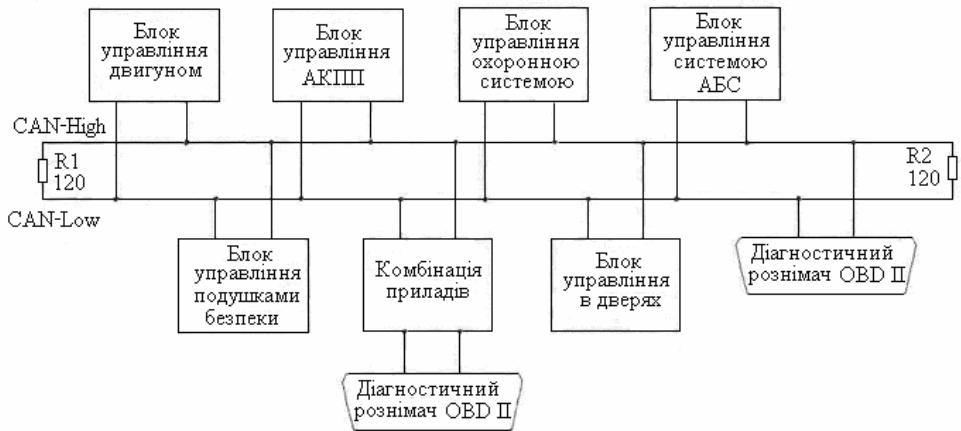 Блок
управління
двигуном
Блок
управління
АКПП
Блок
управління
охоронною
системою
Блок
управління
системою
АБС
CAN-High
R1
120
R2
120
CAN-Low
Блок
управління
подушками
безпеки
Комбінація
приладів
Блок
управління
в дверях
Діагностичний
рознімач OBD II
Діагностичний
рознімач OBD II